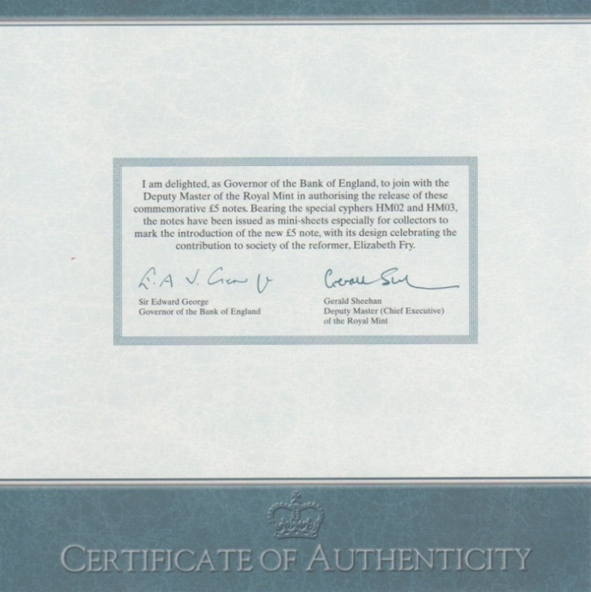 I am delighted, as Governor of the Bank of England, to join with the
Deputy Master of the Royal Mint in authorising the release of these
commemorative £5 notes. Bearing the special cyphers HM02 and HM03,
the notes have been issued as mini-sheets especially for collectors to
mark the introduction of the new £5 note, with its design celebrating the
contribution to society of the reformer, Elizabeth Fry.
Sir Edward George
Governor of the Bank of England
Gerald Sheehan
Deputy Master (Chief Executive)
of the Royal Mint
CERTIFICATE OF AUTHENTICITY